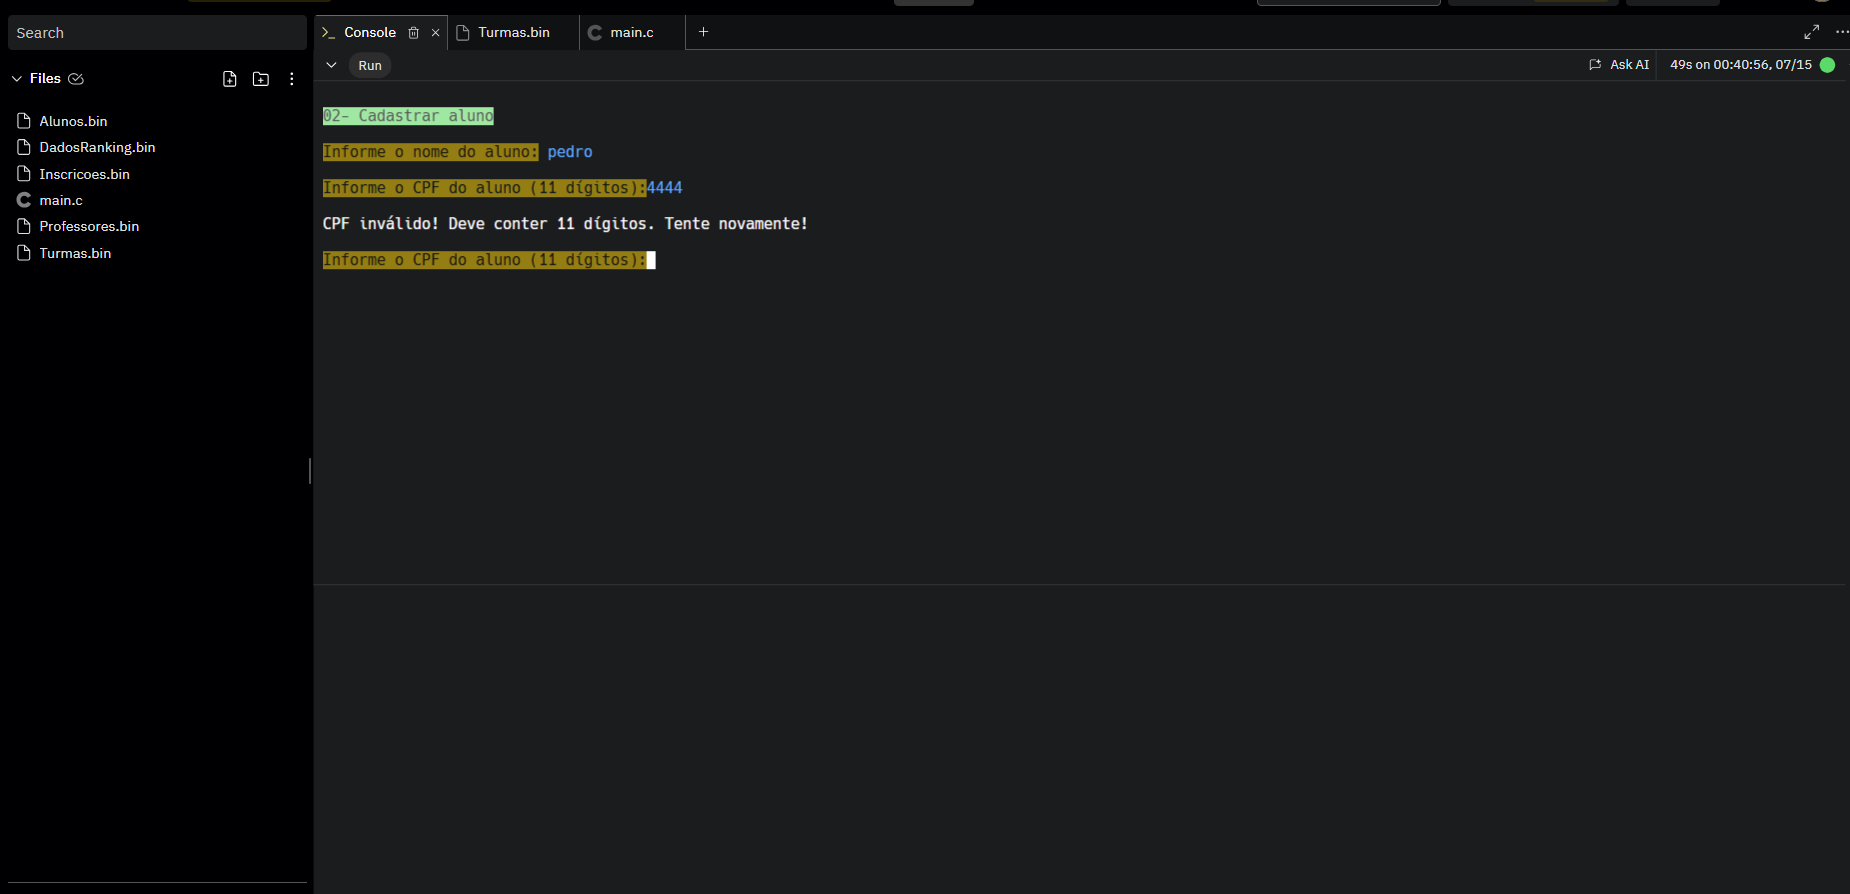 Search
Files
Alunos.bin
DadosRanking.bin
Inscricoes.bin
main.c
Professores.bin
Turmas.bin
Console
Turmas.bin
main.c
Run
Ask AI
49s on 00:40:56, 07/15
02- Cadastrar aluno
Informe o nome do aluno: pedro
Informe o CPF do aluno (11 dígitos):4444
CPF inválido! Deve conter 11 dígitos. Tente novamente!
Informe o CPF do aluno (11 dígitos):